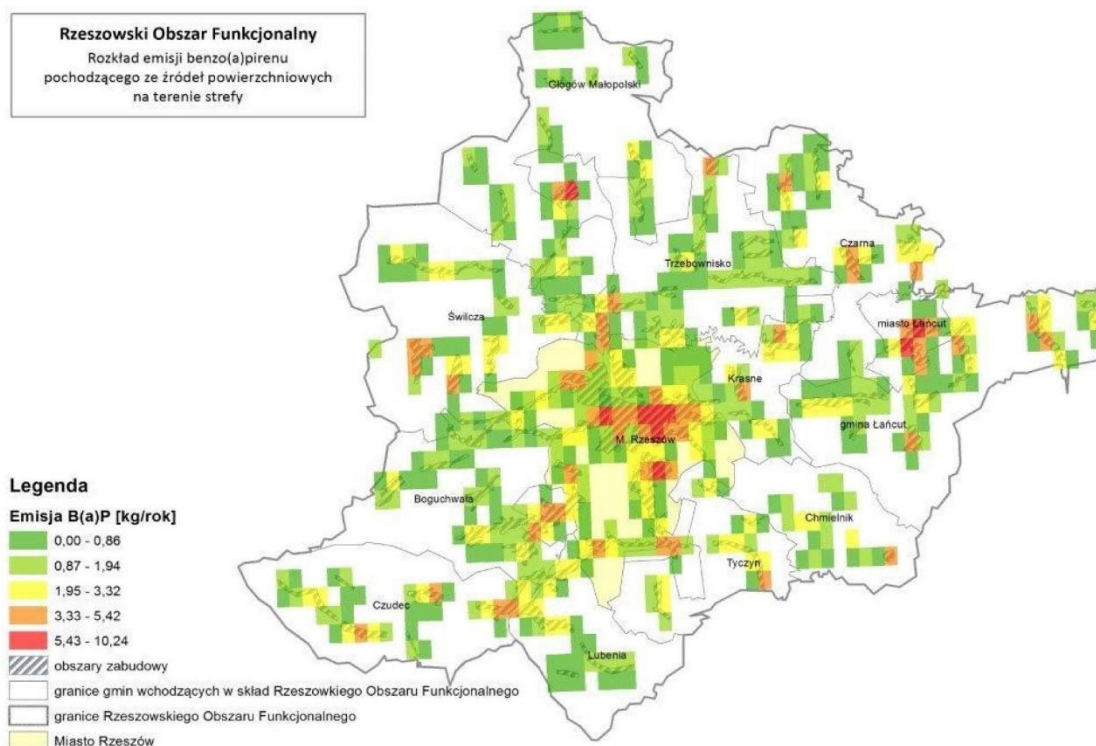 Rzeszowski Obszar Funkcjonalny
Rozkład emisji benzo(a)pirenu
pochodzącego ze źródeł powierzchniowych
na terenie strefy
Głogów Małopolski
Czarna
Trzebownisko
Świlcza
miasto Łańcut
Krasne
gmina Łańcut
M. Rzeszów
Boguchwała
Chmielnik
Tyczyn
Czudec
Lubenia
Legenda
Emisja B(a)P [kg/rok]
0,00 - 0,86
0,87 - 1,94
1,95 - 3,32
3,33 - 5,42
5,43 - 10,24
obszary zabudowy
granice gmin wchodzących w skład Rzeszowkiego Obszaru Funkcjonalnego
granice Rzeszowskiego Obszaru Funkcjonalnego
Miasto Rzeszów